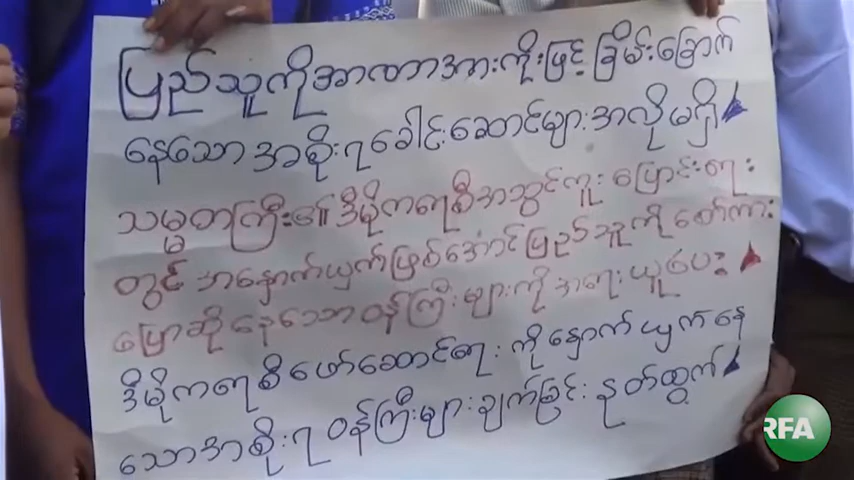 ပြည်သူကိုအာဏာအားကိုးဖြင့် ခြိမ်းခြောက်
နေသော အစိုးရခေါင်းဆောင်များ အလိုမရှိ
သမ္မတကြီး၏ ဒီမိုကရေစီအသွင်ကူး ပြောင်းရေး
တွင် အနှောက်ယှက်ဖြစ်အောင် ပြည်သူကို စော်ကား
ပြောဆို နေသော ဝန်ကြီးများကို အရေးယူပေး
ဒီမိုကရေစီ ဖော်ဆောင်ရေး ကိုနှောက်ယှက်နေ
သောအစိုးရ ဝန်ကြီးများ ချက်ခြင်း နုတ်ထွက်
RFA